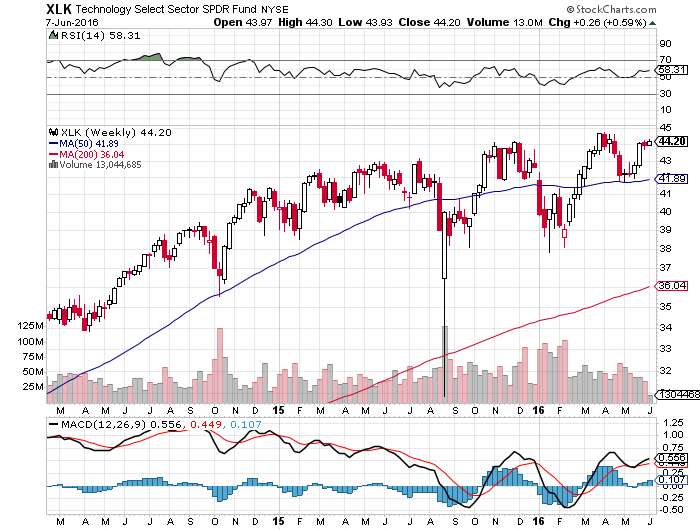 XLK Technology Select Sector SPDR Fund NYSE
© StockCharts.com
7-Jun-2016
Open 43.97 High 44.30 Low 43.93 Close 44.20 Volume 13.0M Chg +0.26 (+0.59%)
RSI(14) 58.31
90
70
58.31
50
30
10
XLK (Weekly) 44.20
MA(50) 41.89
MA(200) 36.04
Volume 13,044,685
45
44.20
43
41.89
41
40
39
38
37
36.04
35
34
33
32
31
125M
100M
75M
50M
25M
M A M J J A S O N D 15 F M A M J J A S O N D 16 F M A M J
MACD(12,26,9) 0.556, 0.449, 0.107
1.25
1.00
0.75
0.556
0.107
0.00
-0.25
-0.50
M A M J J A S O N D 15 F M A M J J A S O N D 16 F M A M J